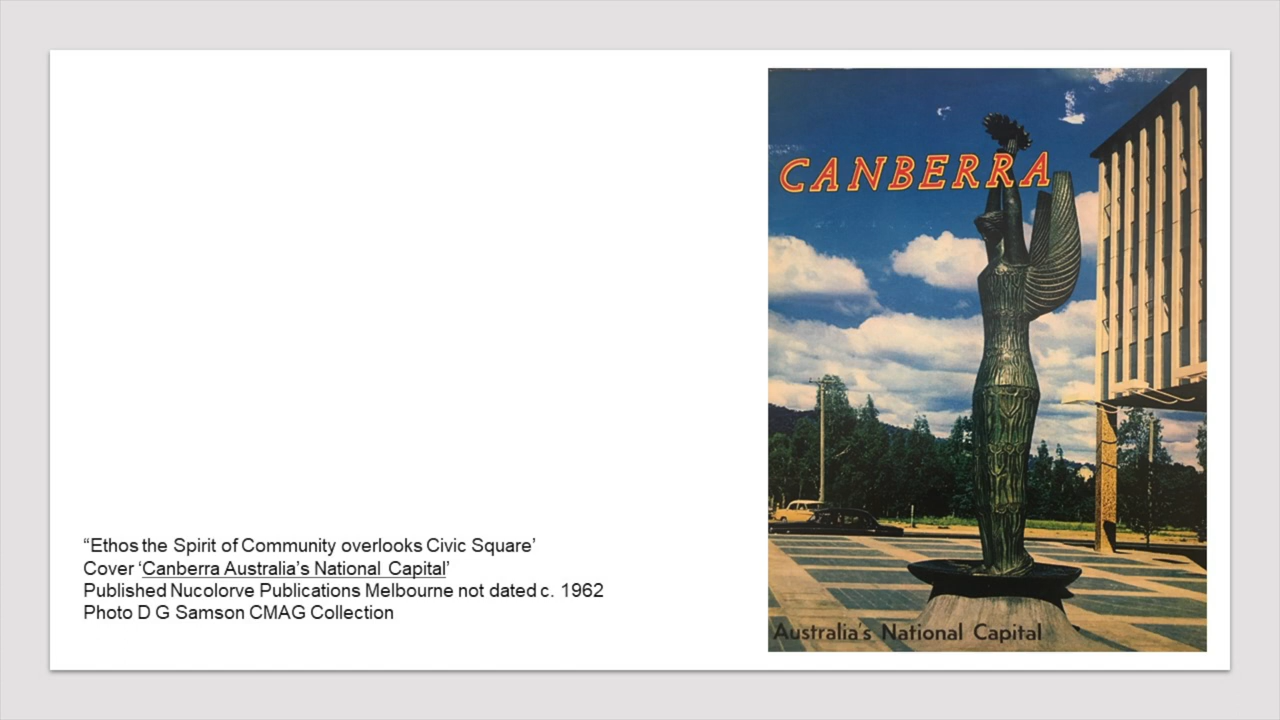 “Ethos the Spirit of Community overlooks Civic Square’
Cover ‘Canberra Australia’s National Capital’
Published Nucolorve Publications Melbourne not dated c. 1962
Photo D G Samson CMAG Collection
CANBERRA
Australia's National Capital